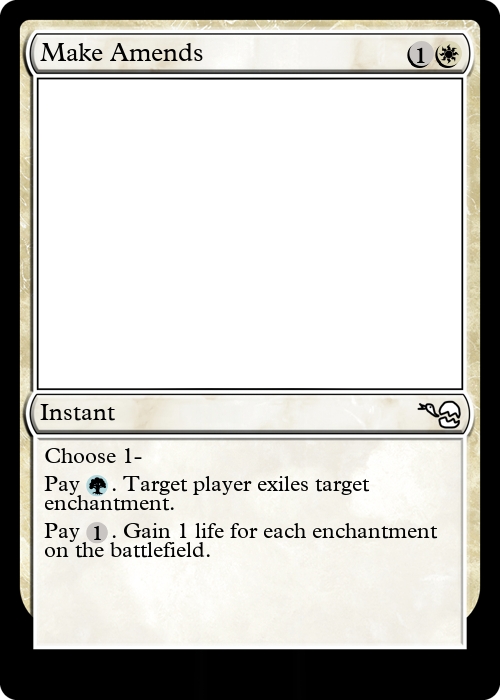 Make Amends 1
Instant
Choose 1-
Pay . Target player exiles target
enchantment.
Pay 1 . Gain 1 life for each enchantment
on the battlefield.